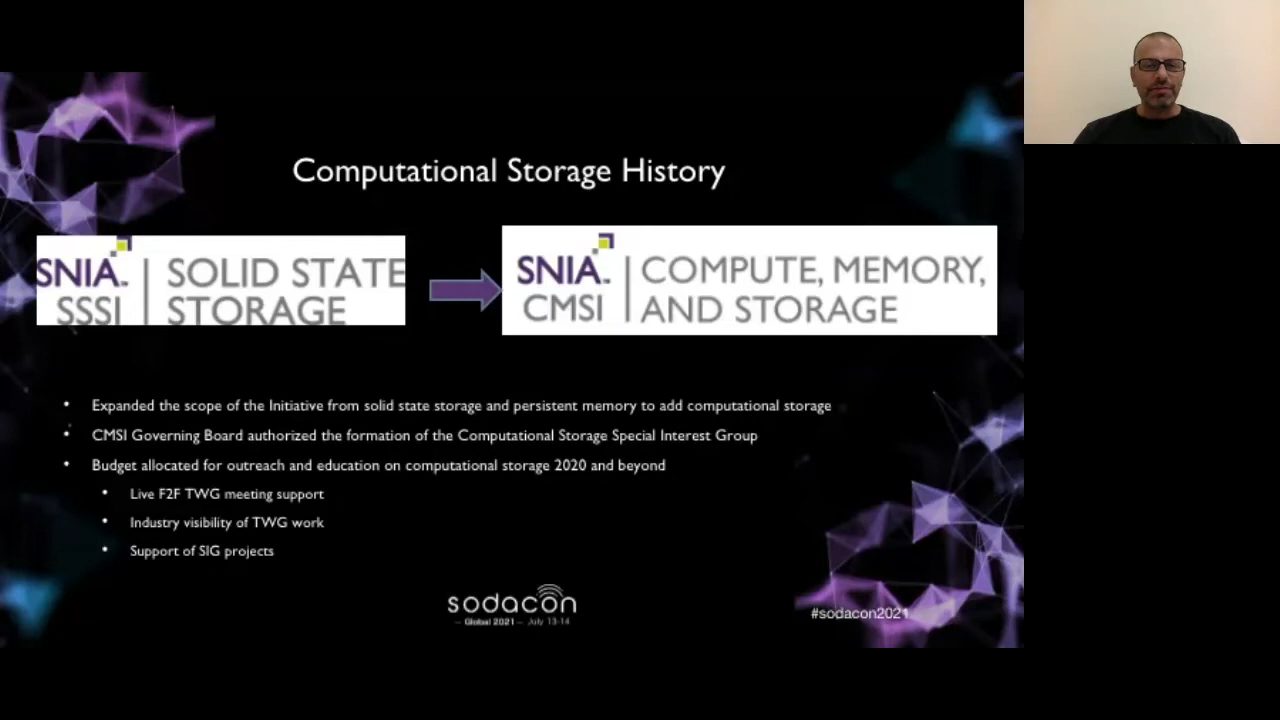 Computational Storage History
SNIA™ | SOLID STATE
SSSI | STORAGE
SNIA™ | COMPUTE, MEMORY,
CMSI | AND STORAGE
• Expanded the scope of the Initiative from solid state storage and persistent memory to add computational storage
• CMSI Governing Board authorized the formation of the Computational Storage Special Interest Group
• Budget allocated for outreach and education on computational storage 2020 and beyond
• Live F2F TWG meeting support
• Industry visibility of TWG work
• Support of SIG projects
sodacon
— Global 2021 — July 13-14
#sodacon2021